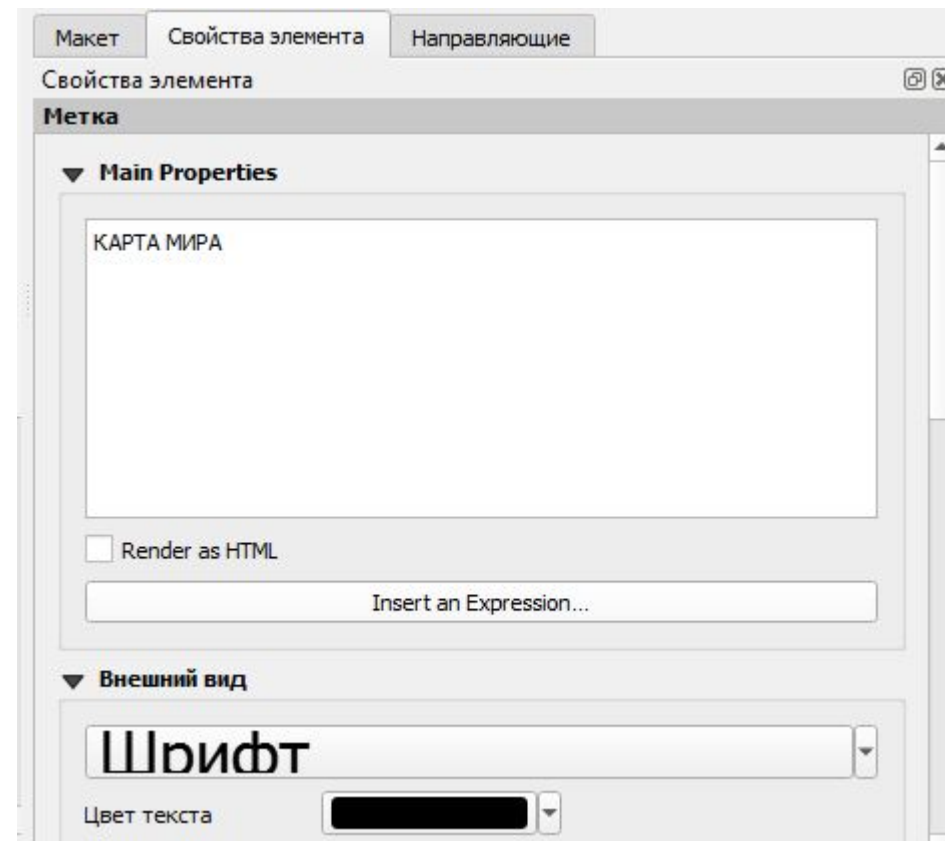 Макет Свойства элемента Направляющие
Свойства элемента
Метка
Main Properties
КАРТА МИРА
Render as HTML
Insert an Expression...
Внешний вид
Шрифт
Цвет текста